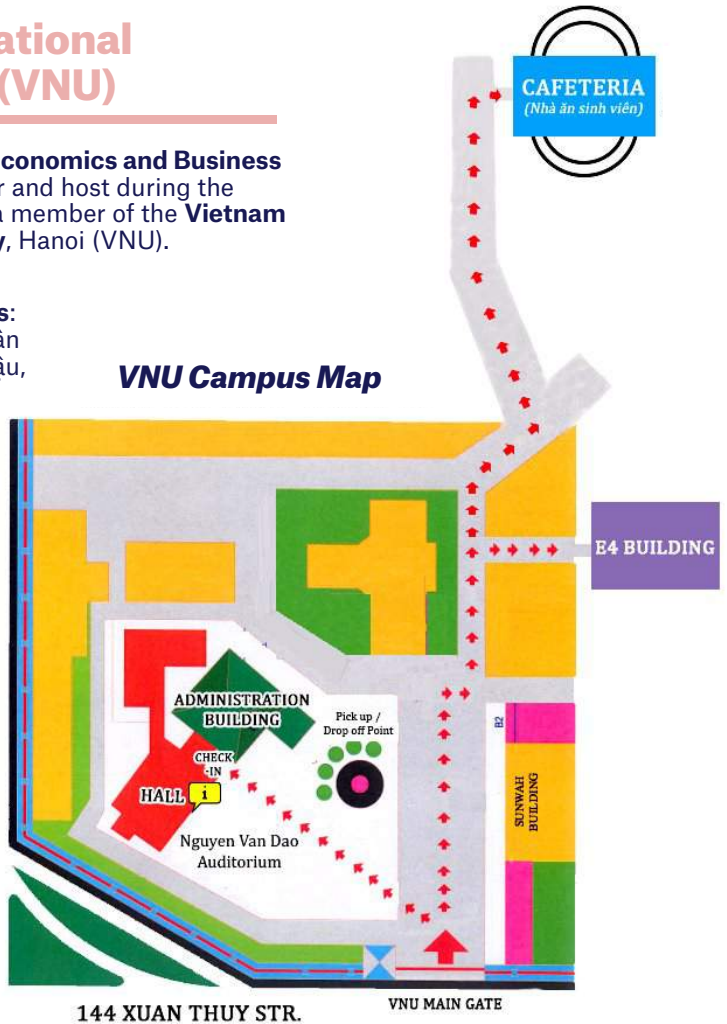 ational
(VNU)
conomics and Business
r and host during the
a member of the Vietnam
y, Hanoi (VNU).
s:
ận
ậu,
VNU Campus Map
CAFETERIA
(Nhà ăn sinh viên)
E4 BUILDING
ADMINISTRATION
BUILDING
Pick up /
Drop off Point
CHECK
-IN
HALL i
Nguyen Van Dao
Auditorium
B2
SUNWAH
BUILDING
VNU MAIN GATE
144 XUAN THUY STR.